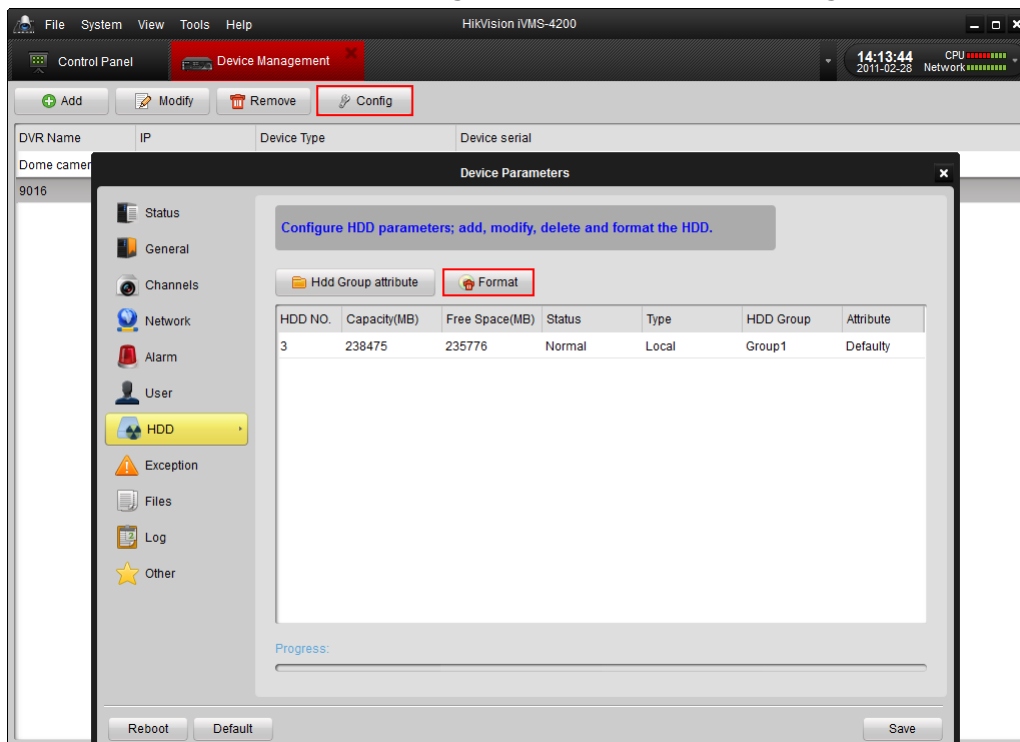 File System View Tools Help HikVision iVMS-4200
Control Panel Device Management 14:13:44 CPU
2011-02-28 Network
Add Modify Remove Config
DVR Name IP Device Type Device serial
Dome camer
9016
Device Parameters
Status
General
Channels
Network
Alarm
User
HDD
Exception
Files
Log
Other
Configure HDD parameters; add, modify, delete and format the HDD.
Hdd Group attribute Format
HDD NO. Capacity(MB) Free Space(MB) Status Type HDD Group Attribute
3 238475 235776 Normal Local Group1 Defaulty
Progress:
Reboot Default Save